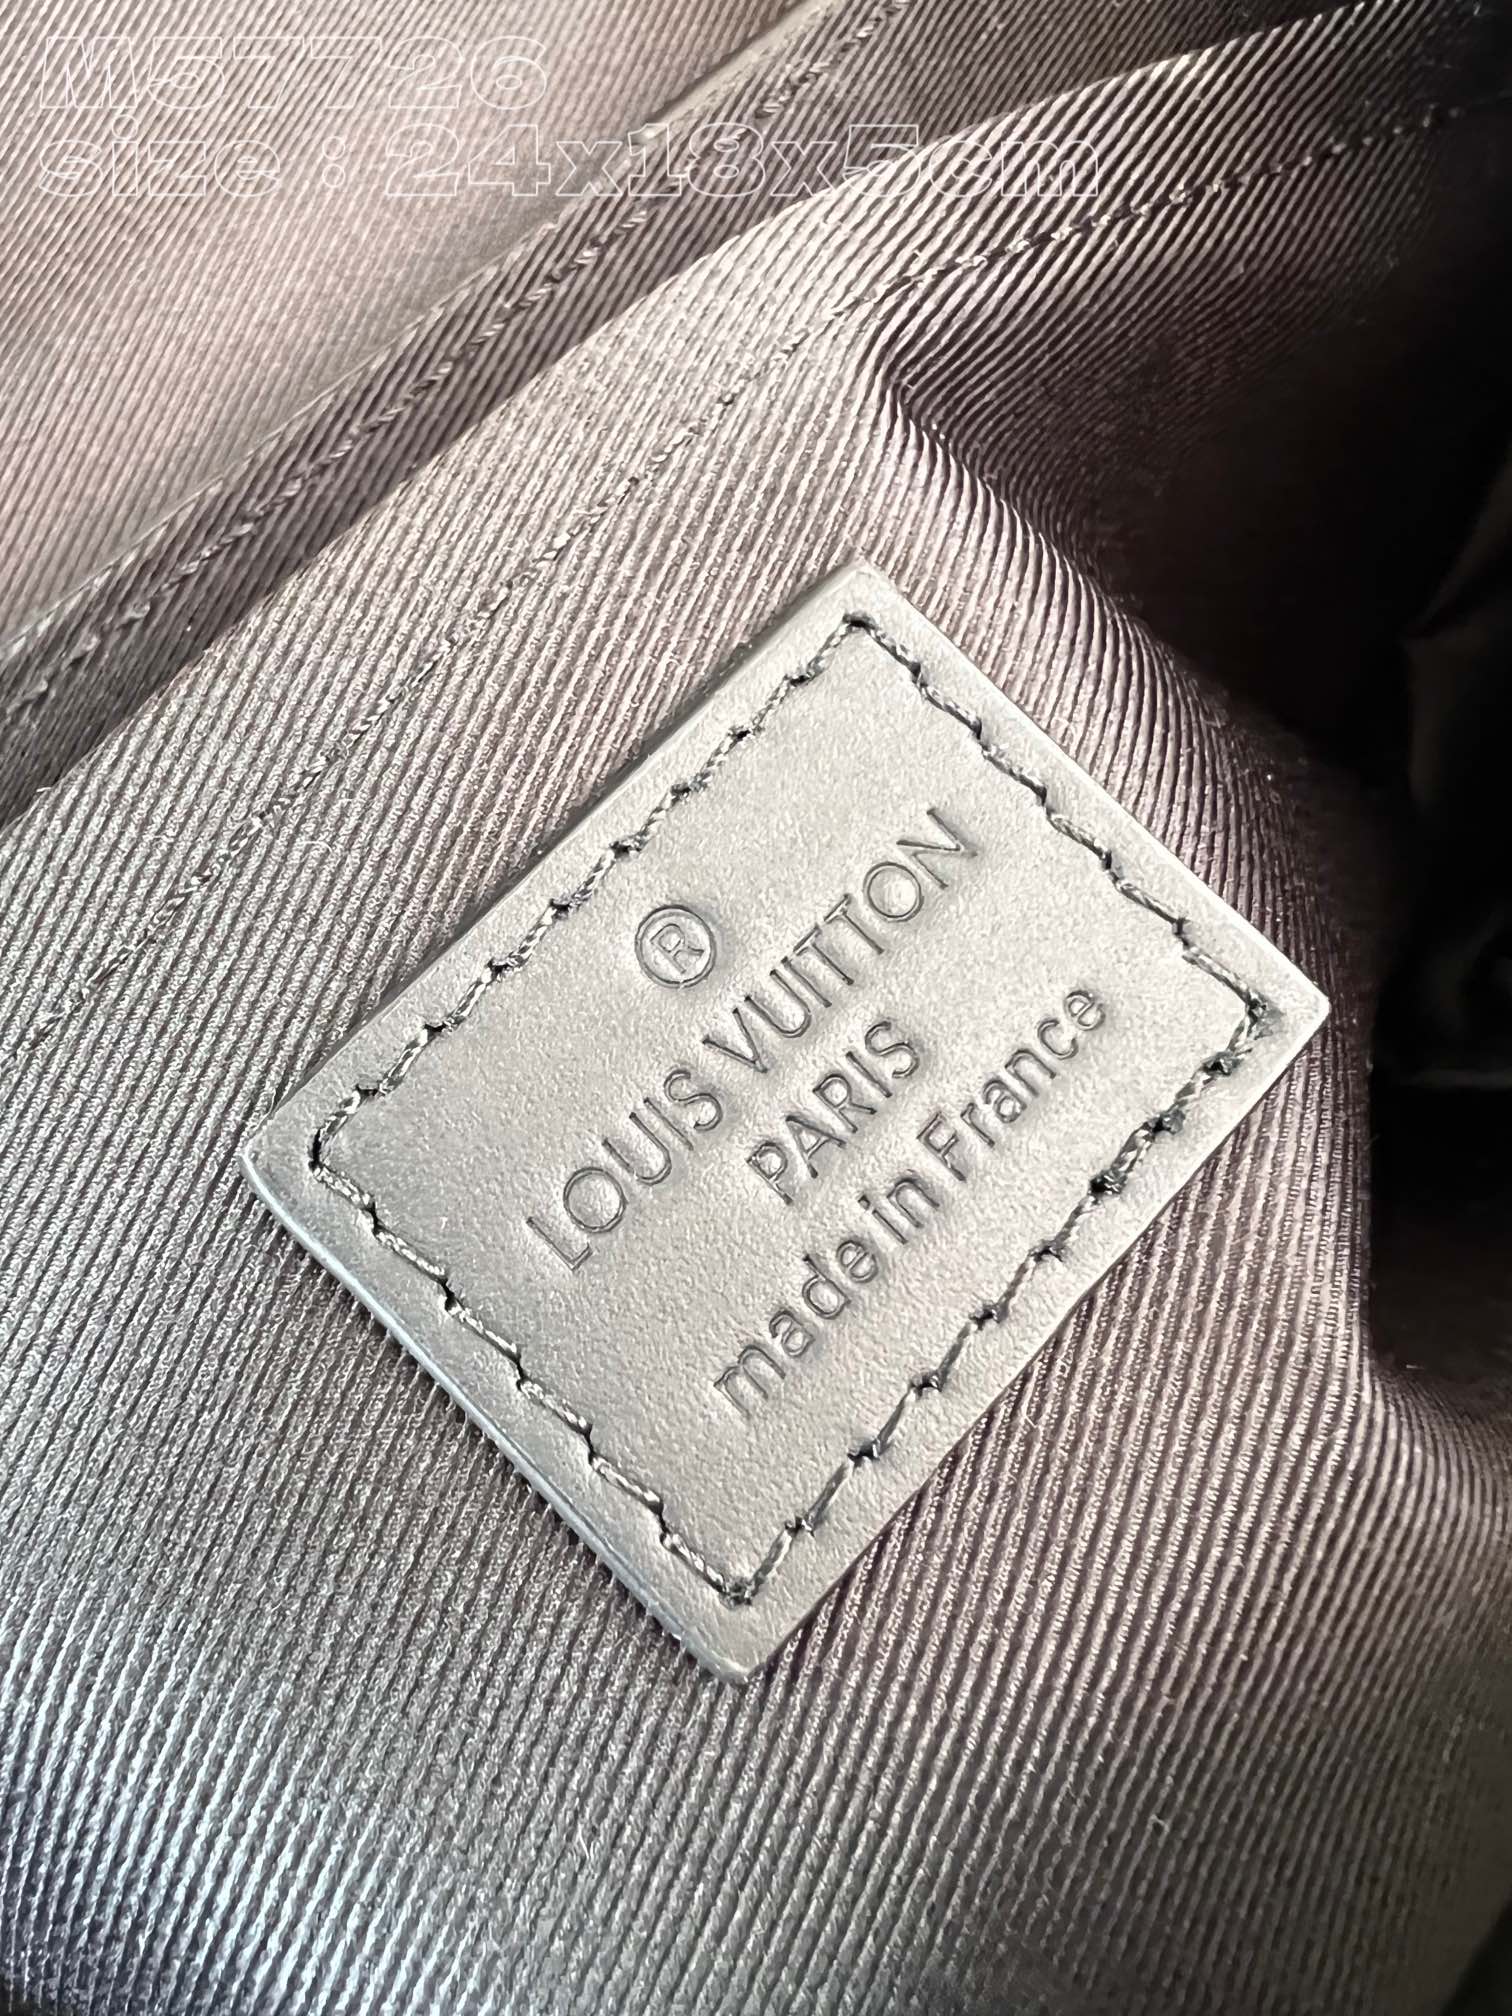 M57726
size : 24x18x5cm
®
LOUIS VUITTON
PARIS
made in France